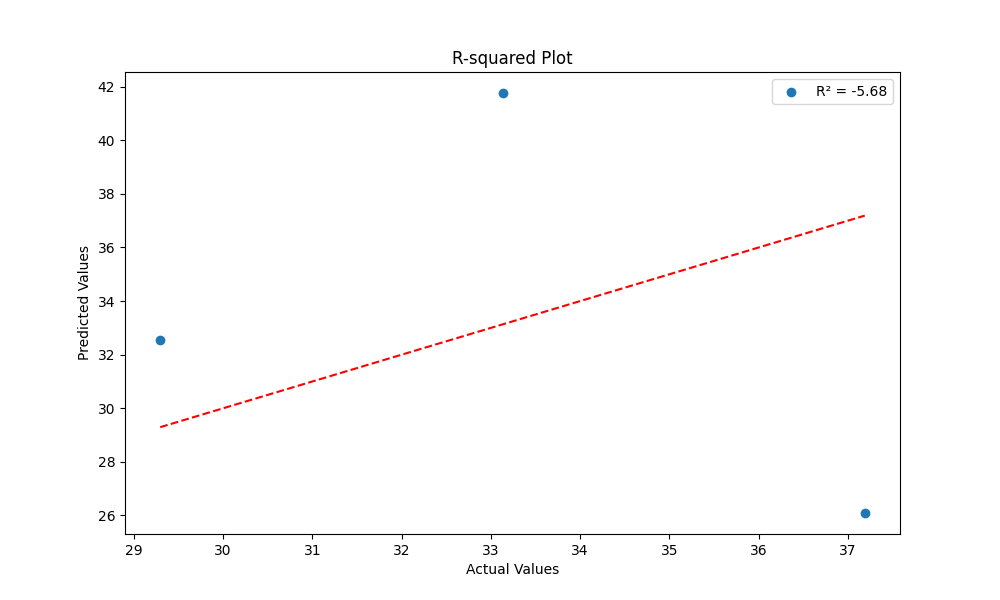 R-squared Plot
R² = -5.68
42
40
38
36
34
32
30
28
26
Predicted Values
29 30 31 32 33 34 35 36 37
Actual Values